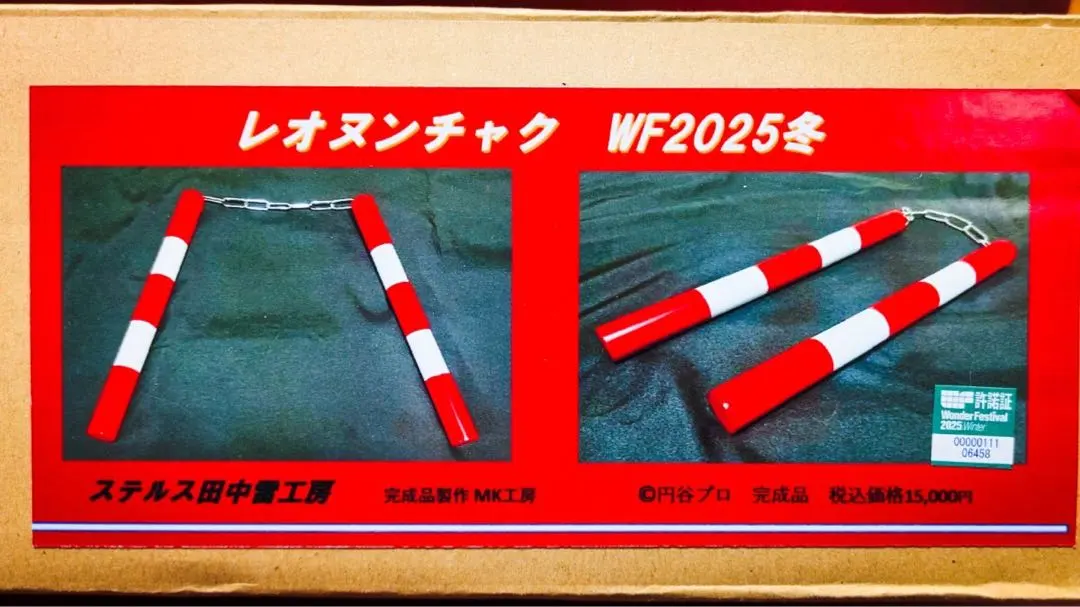 レオヌンチャク WF2025冬
WF 許諾証
Wonder Festival
2025 Winter
00000111
06458
ステルス田中雷工房 完成品製作 MK工房 ©円谷プロ 完成品 税込価格15,000円